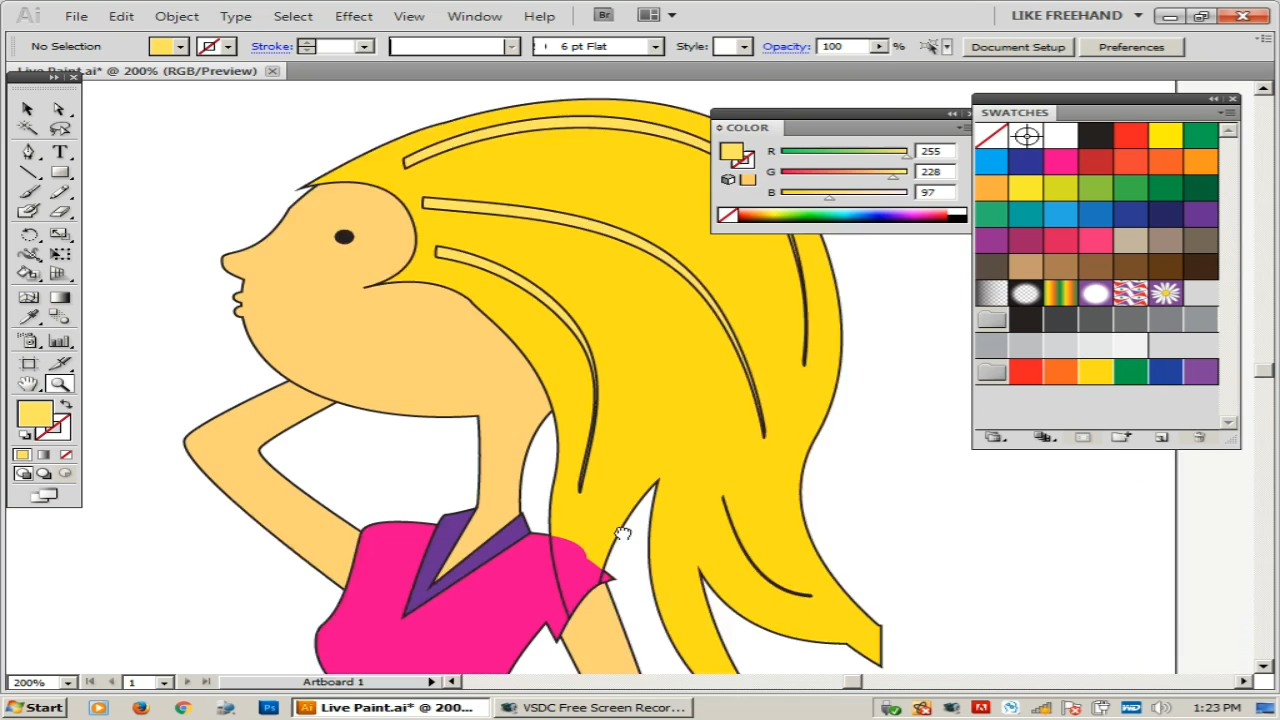 Ai File Edit Object Type Select Effect View Window Help Br LIKE FREEHAND
No Selection Stroke: 6 pt Flat Style: Opacity: 100 % Document Setup Preferences
Live Paint.ai* @ 200% (RGB/Preview)
SWATCHES
COLOR
R 255
G 228
B 97
T
200% 1 Artboard 1
Start Ps Ai Live Paint.ai* @ 200... VSDC Free Screen Recor... 1:23 PM